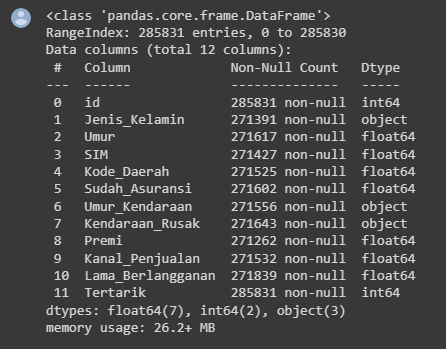 <class 'pandas.core.frame.DataFrame'>
RangeIndex: 285831 entries, 0 to 285830
Data columns (total 12 columns):
 #   Column             Non-Null Count   Dtype
---  ------             --------------   -----
 0   id                 285831 non-null  int64
 1   Jenis_Kelamin      271391 non-null  object
 2   Umur               271617 non-null  float64
 3   SIM                271427 non-null  float64
 4   Kode_Daerah        271525 non-null  float64
 5   Sudah_Asuransi     271602 non-null  float64
 6   Umur_Kendaraan     271556 non-null  object
 7   Kendaraan_Rusak    271643 non-null  object
 8   Premi              271262 non-null  float64
 9   Kanal_Penjualan    271532 non-null  float64
 10  Lama_Berlangganan  271839 non-null  float64
 11  Tertarik           285831 non-null  int64
dtypes: float64(7), int64(2), object(3)
memory usage: 26.2+ MB